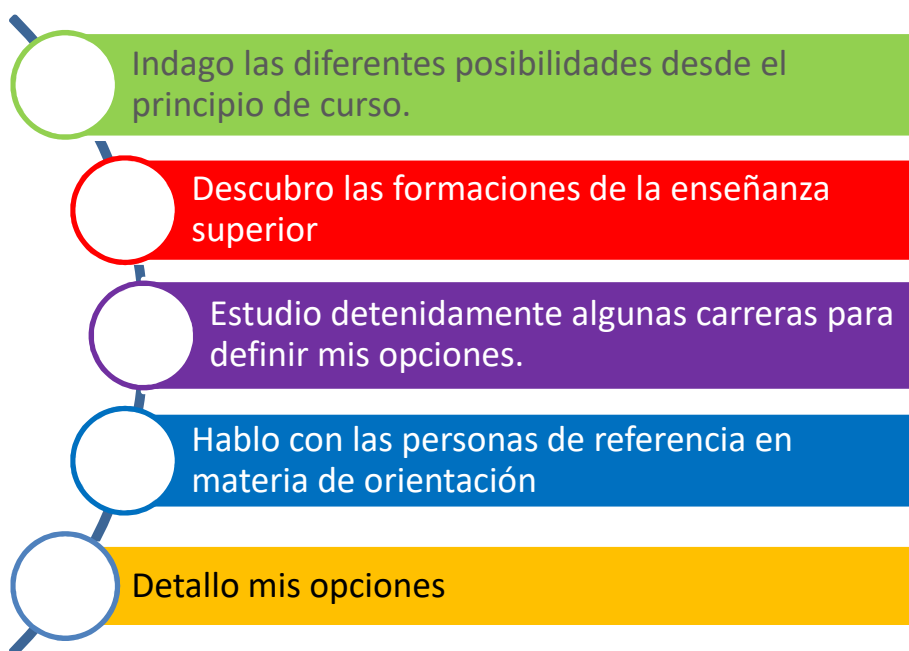 Indago las diferentes posibilidades desde el
principio de curso.
Descubro las formaciones de la enseñanza
superior
Estudio detenidamente algunas carreras para
definir mis opciones.
Hablo con las personas de referencia en
materia de orientación
Detallo mis opciones